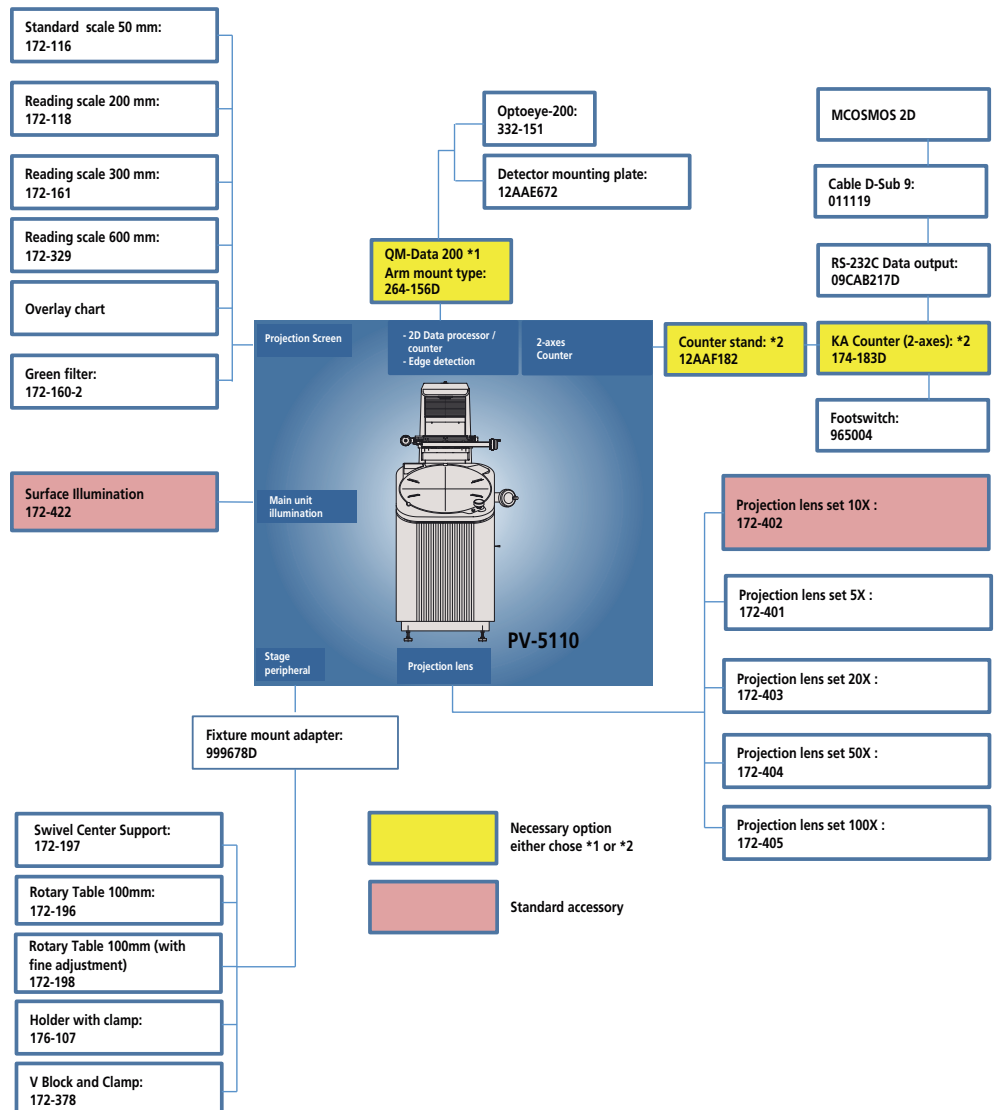 Standard scale 50 mm:
172-116
Reading scale 200 mm:
172-118
Reading scale 300 mm:
172-161
Reading scale 600 mm:
172-329
Overlay chart
Green filter:
172-160-2
Surface Illumination
172-422
Optoeye-200:
332-151
Detector mounting plate:
12AAE672
QM-Data 200 *1
Arm mount type:
264-156D
MCOSMOS 2D
Cable D-Sub 9:
011119
RS-232C Data output:
09CAB217D
Counter stand: *2
12AAF182
KA Counter (2-axes): *2
174-183D
Footswitch:
965004
Projection Screen
- 2D Data processor /
counter
- Edge detection
2-axes
Counter
Main unit
illumination
PV-5110
Stage
peripheral
Projection lens
Projection lens set 10X :
172-402
Projection lens set 5X :
172-401
Projection lens set 20X :
172-403
Projection lens set 50X :
172-404
Projection lens set 100X :
172-405
Fixture mount adapter:
999678D
Swivel Center Support:
172-197
Rotary Table 100mm:
172-196
Rotary Table 100mm (with
fine adjustment)
172-198
Holder with clamp:
176-107
V Block and Clamp:
172-378
Necessary option
either chose *1 or *2
Standard accessory